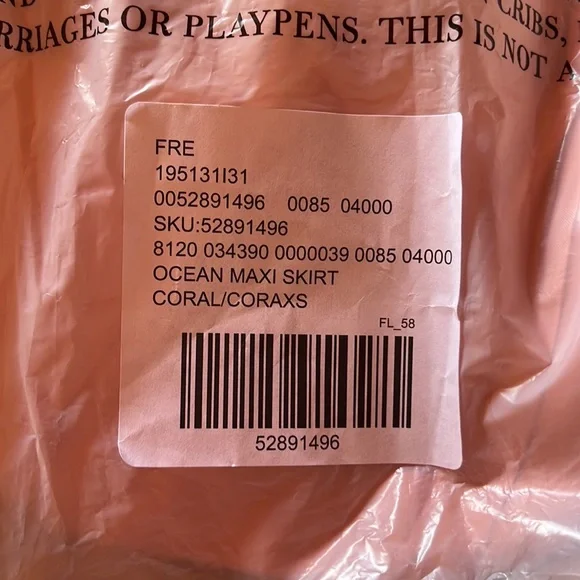 CRIBS,
RRIAGES OR PLAYPENS. THIS IS NOT A
FRE
195131I31
0052891496 0085 04000
SKU:52891496
8120 034390 0000039 0085 04000
OCEAN MAXI SKIRT
CORAL/CORAXS
FL_58
52891496